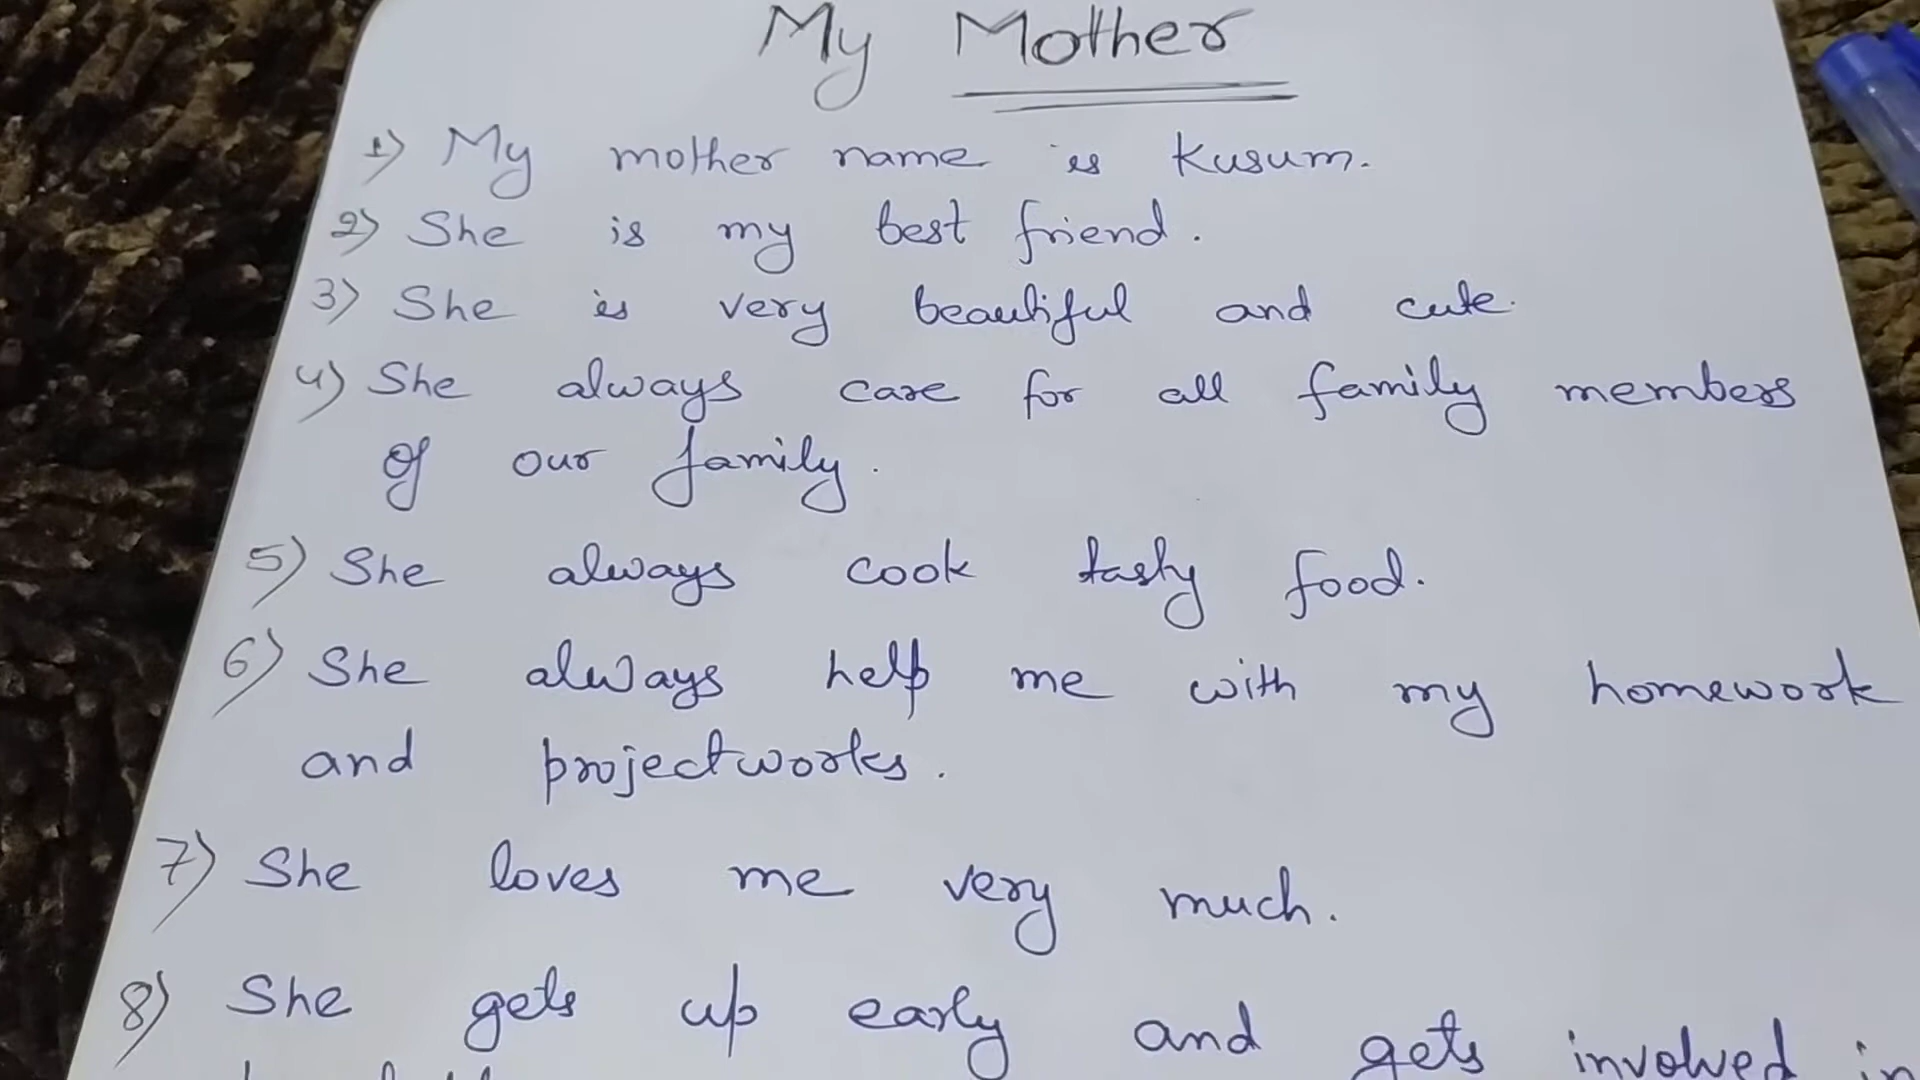 My Mother
1) My mother name is Kusum.
2) She is my best friend.
3) She is very beautiful and cute.
4) She always care for all family members
of our family.
5) She always cook tasty food.
6) She always help me with my homework
and projectworks.
7) She loves me very much.
8) She gets up early and gets involved in